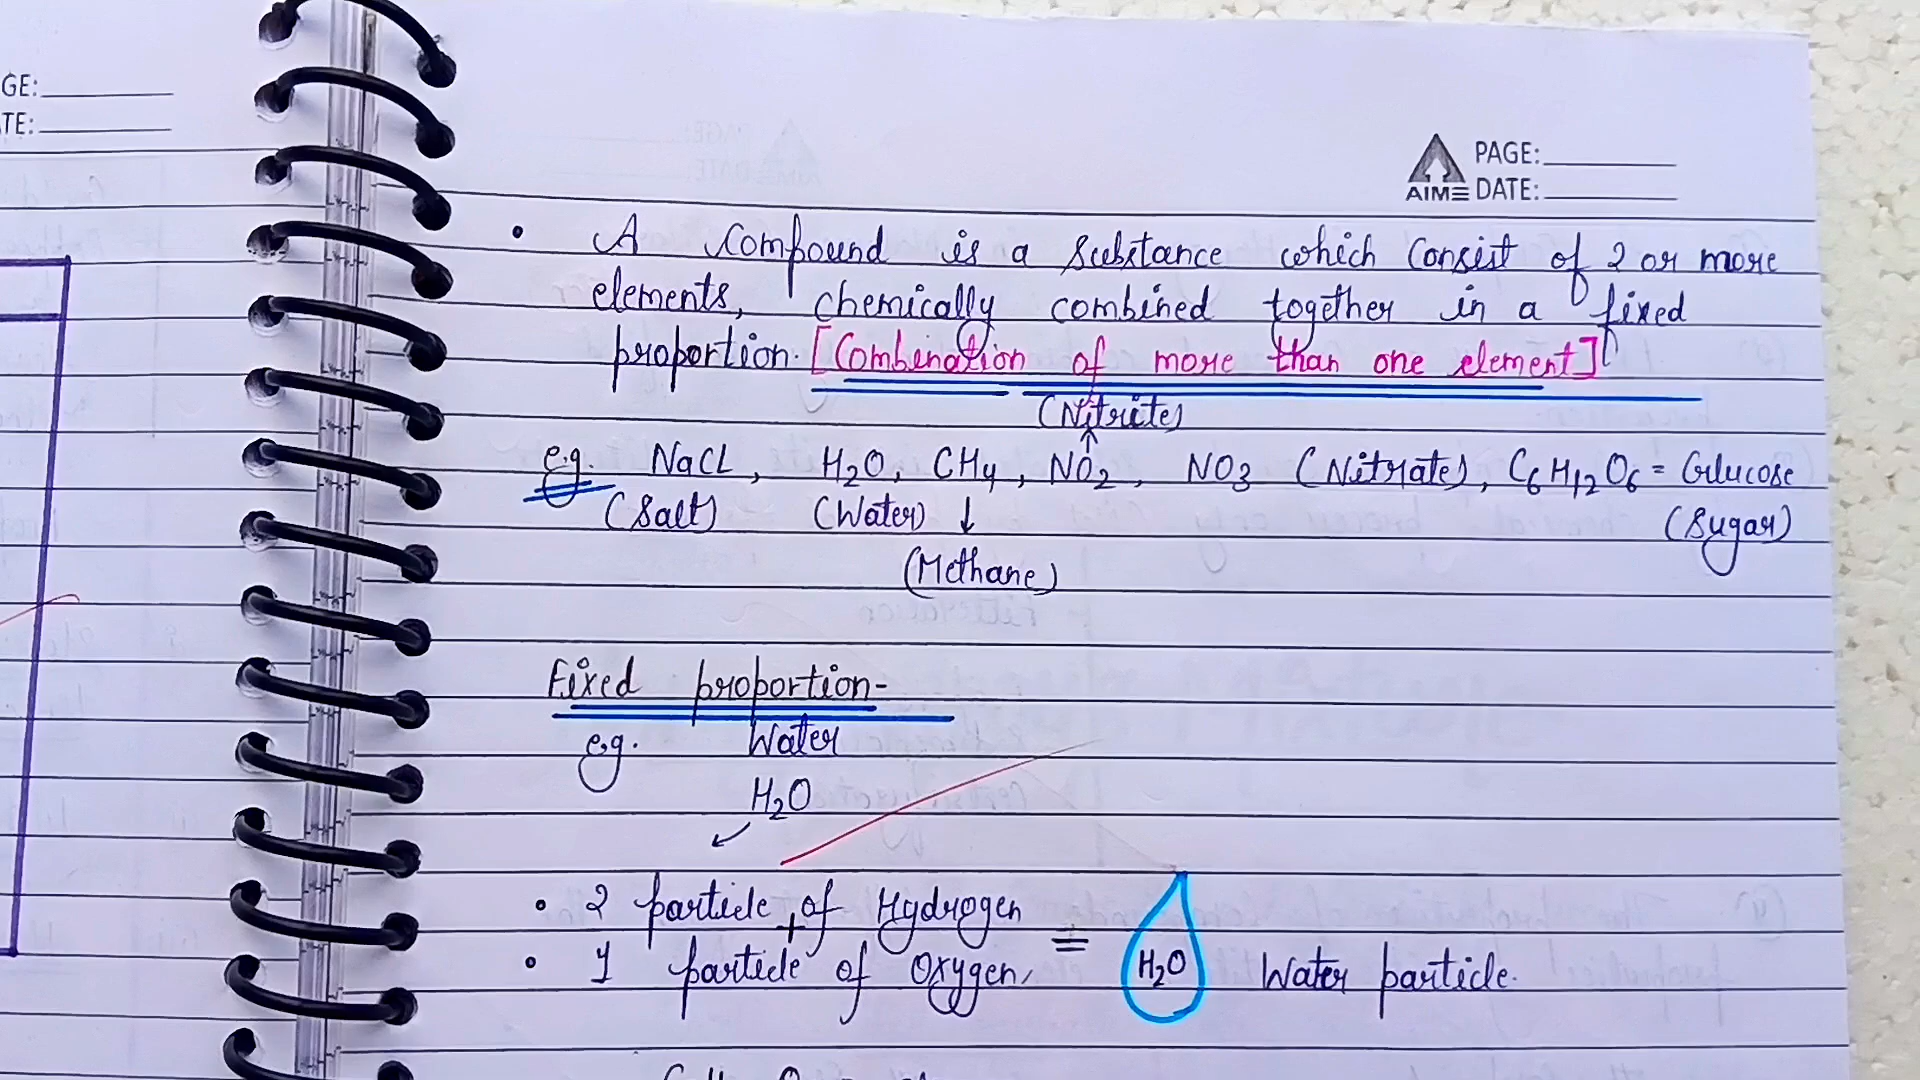 GE:
TE:
PAGE:
AIM DATE:
• A Compound is a substance which Consist of 2 or more
elements, chemically combined together in a fixed
proportion. [Combination of more than one element]
(Nitrite)
e.g. NaCl, H₂O, CH₄, NO₂, NO3 (Nitrate), C₆H₁₂O₆ = Glucose
(Salt) (Water) ↓ (Sugar)
(Methane)
Fixed proportion-
eg. Water
H₂O
• 2 particle of Hydrogen
+
• 1 particle of Oxygen, = H₂O Water particle.